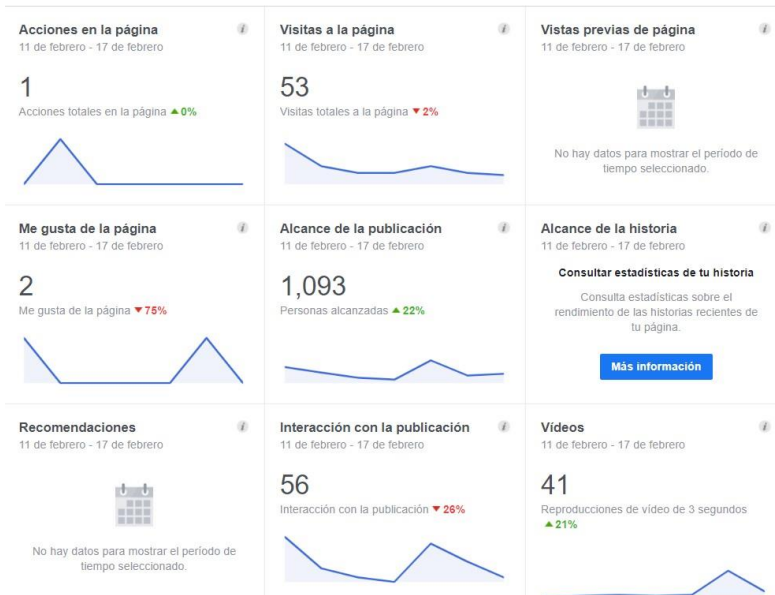 Acciones en la página
11 de febrero - 17 de febrero
1
Acciones totales en la página ▲0%
Visitas a la página
11 de febrero - 17 de febrero
53
Visitas totales a la página ▼2%
Vistas previas de página
11 de febrero - 17 de febrero
No hay datos para mostrar el período de
tiempo seleccionado.
Me gusta de la página
11 de febrero - 17 de febrero
2
Me gusta de la página ▼75%
Alcance de la publicación
11 de febrero - 17 de febrero
1,093
Personas alcanzadas ▲22%
Alcance de la historia
11 de febrero - 17 de febrero
Consultar estadísticas de tu historia
Consulta estadísticas sobre el
rendimiento de las historias recientes de
tu página.
Más información
Recomendaciones
11 de febrero - 17 de febrero
No hay datos para mostrar el período de
tiempo seleccionado.
Interacción con la publicación
11 de febrero - 17 de febrero
56
Interacción con la publicación ▼26%
Vídeos
11 de febrero - 17 de febrero
41
Reproducciones de vídeo de 3 segundos
▲21%